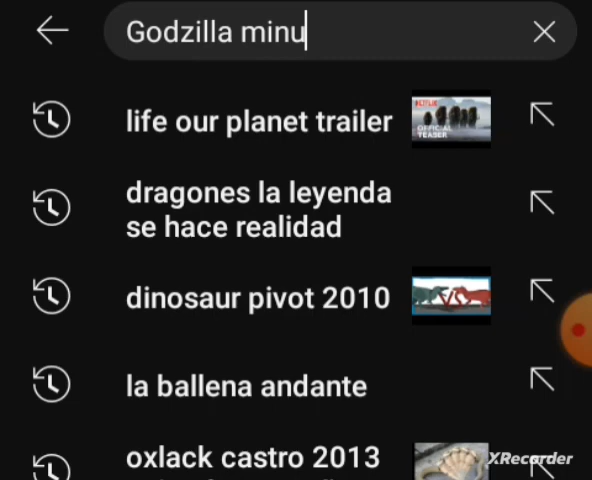 Godzilla minu
life our planet trailer
NETFLIX
OFFICIAL
TEASER
dragones la leyenda
se hace realidad
dinosaur pivot 2010
VS
la ballena andante
oxlack castro 2013
XRecorder